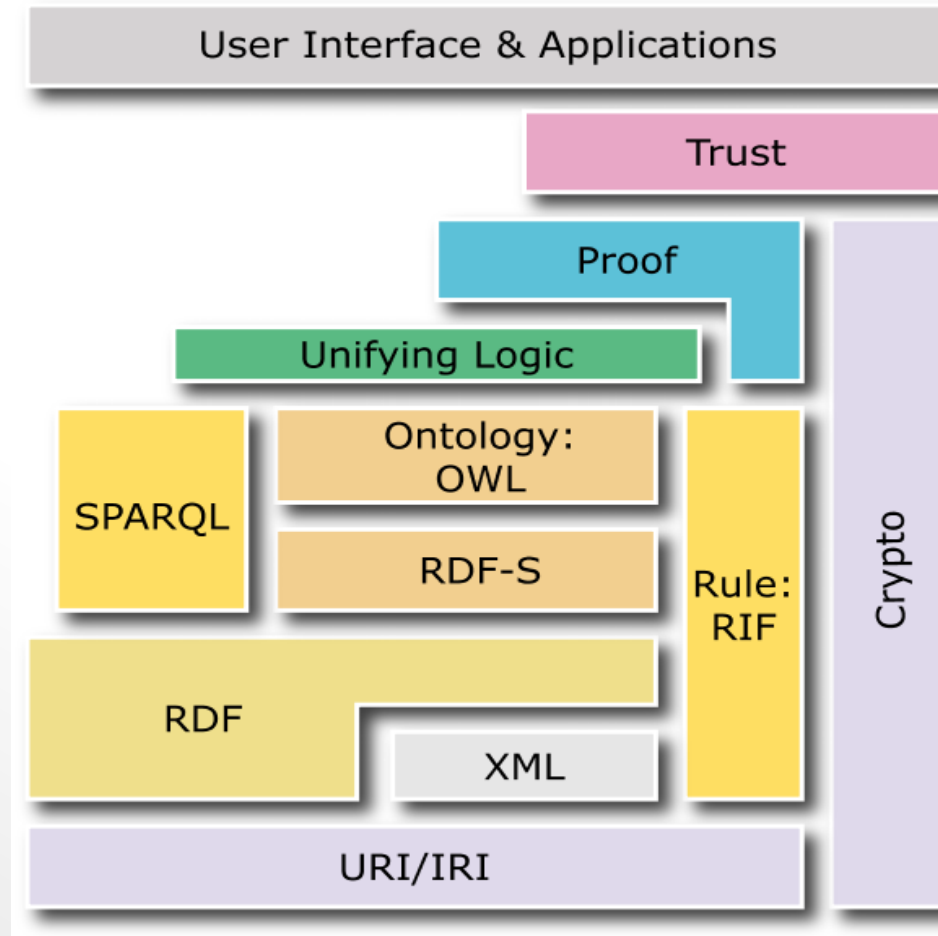 User Interface & Applications
Trust
Proof
Unifying Logic
Ontology:
OWL
SPARQL
RDF-S
Rule:
RIF
Crypto
RDF
XML
URI/IRI